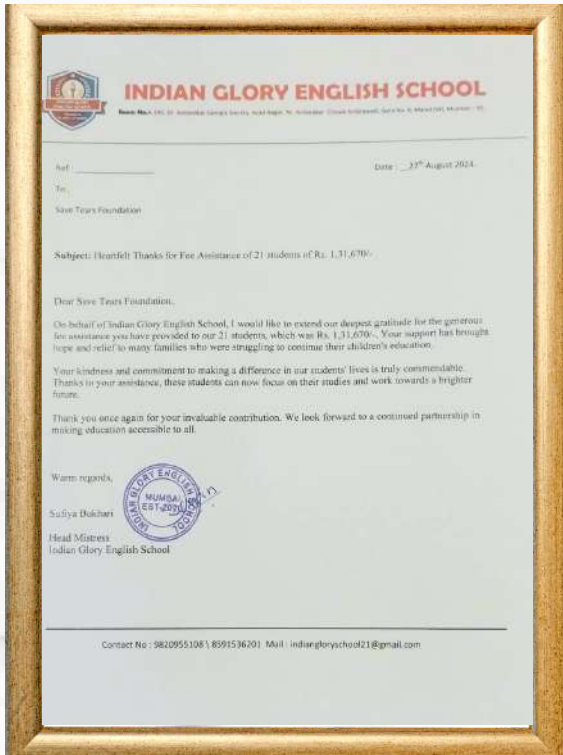 INDIAN GLORY ENGLISH SCHOOL
Ref :
Date : 27th August 2024.
To,
Save Tears Foundation
Subject: Heartfelt Thanks for Fee Assistance of 21 students of Rs. 1,31,670/-
Dear Save Tears Foundation,
On behalf of Indian Glory English School, I would like to extend our deepest gratitude for the generous
fee assistance you have provided to our 21 students, which was Rs. 1,31,670/-. Your support has brought
hope and relief to many families who were struggling to continue their children's education.
Your kindness and commitment to making a difference in our students' lives is truly commendable.
Thanks to your assistance, these students can now focus on their studies and work towards a brighter
future.
Thank you once again for your invaluable contribution. We look forward to a continued partnership in
making education accessible to all.
Warm regards,
INDIAN GLORY ENGLISH SCHOOL
MUMBAI
Sufiya Bukhari
Head Mistress
Indian Glory English School
Contact No : 9820955108 \ 8591536201 Mail : indiangloryschool21@gmail.com